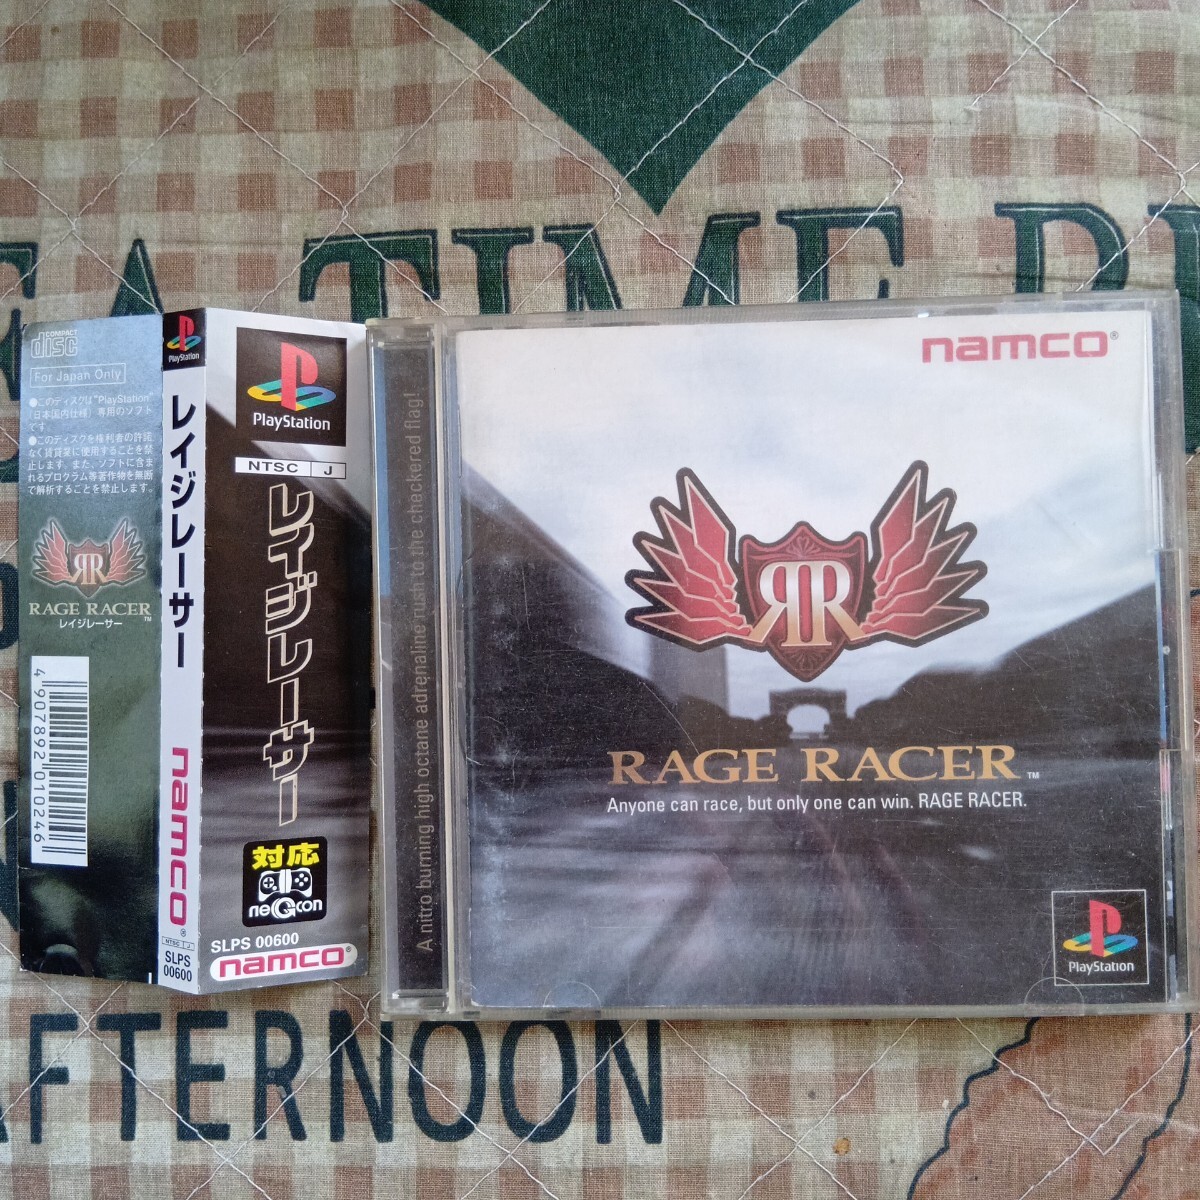 TEA TIME
AFTERNOON
COMPACT
disc
For Japan Only
●このディスクは"PlayStation"
(日本国内仕様) 専用のソフト
です。
●このディスクを権利者の許諾
なく賃貸業に使用することを禁
止します。また、ソフトに含ま
れるプログラム等著作物を無断
で解析することを禁止します。
RR
RAGE RACER™
レイジレーサー
4907892010246
PlayStation
レイジレーサー
namco®
NTSC J
SLPS
00600
PlayStation
NTSC J
レイジレーサー
対応
neGcon
SLPS 00600
namco®
A nitro burning high octane adrenaline rush to the checkered flag!
namco®
RR
RAGE RACER™
Anyone can race, but only one can win. RAGE RACER.
PlayStation